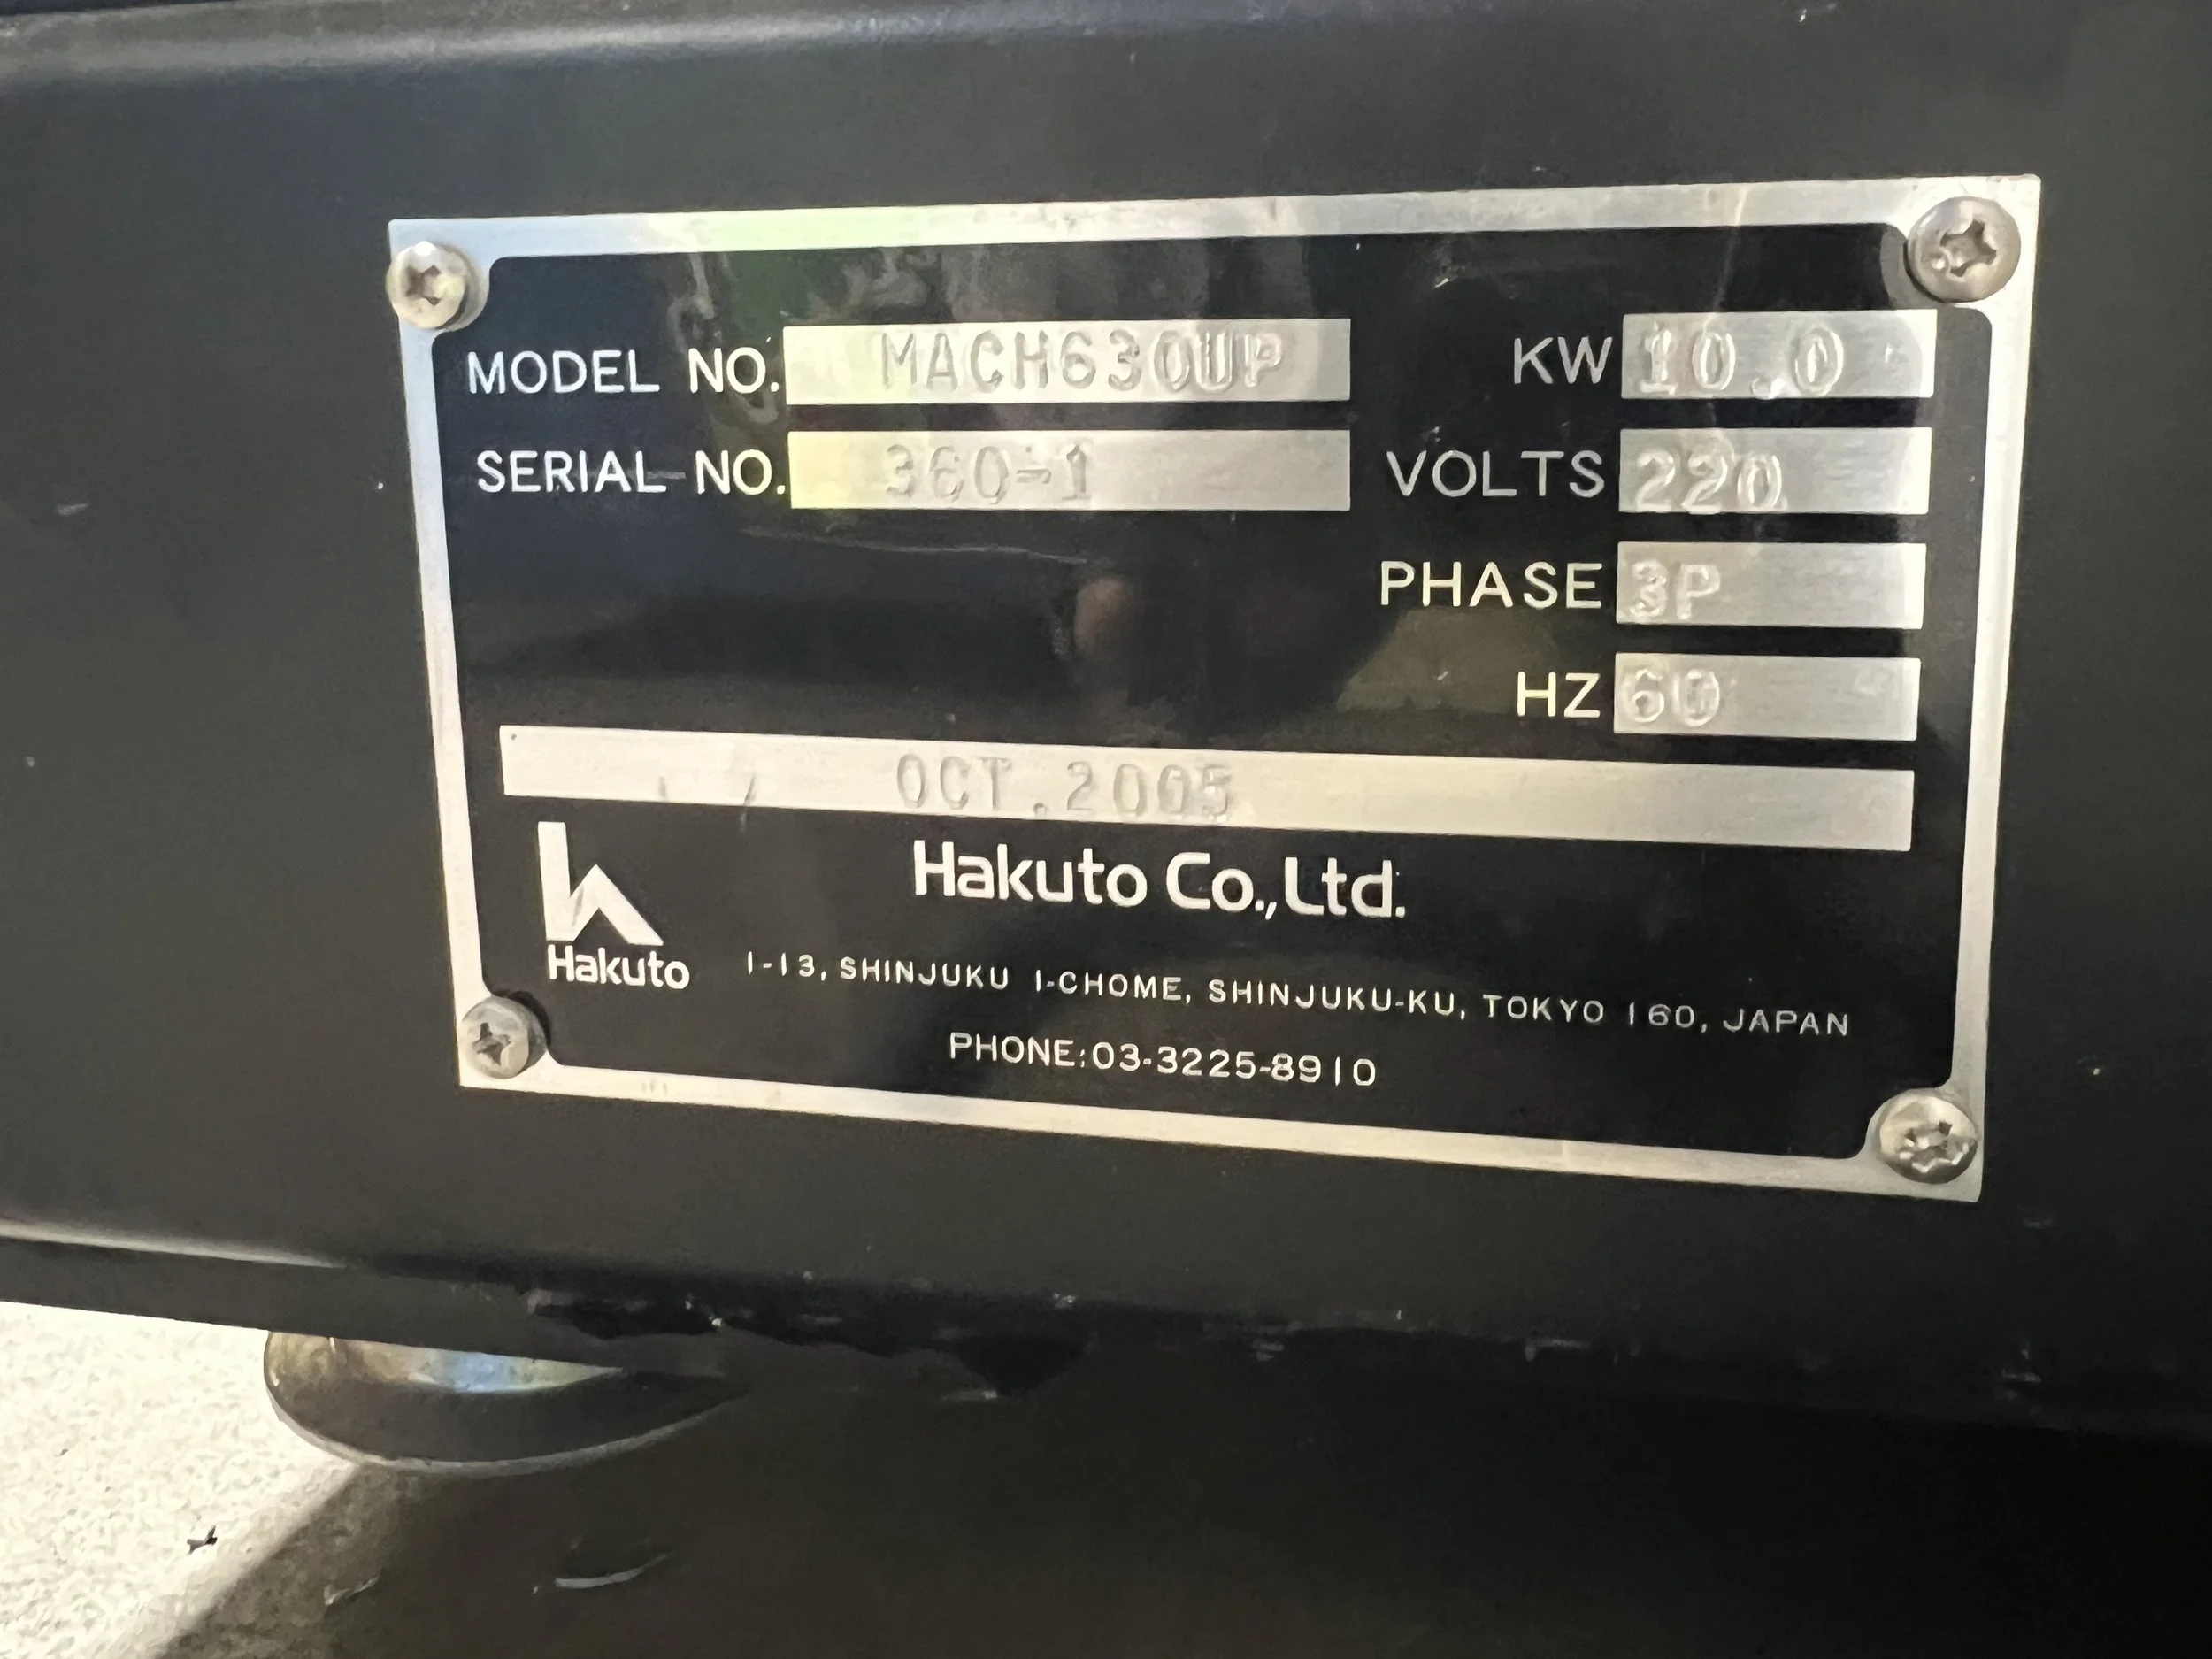 MODEL NO. MACH630UP
SERIAL NO. 360-1
KW 10.0
VOLTS 220
PHASE 3P
HZ 60
OCT.2005
Hakuto
Hakuto Co.,Ltd.
1-13, SHINJUKU 1-CHOME, SHINJUKU-KU, TOKYO 160, JAPAN
PHONE:03-3225-8910